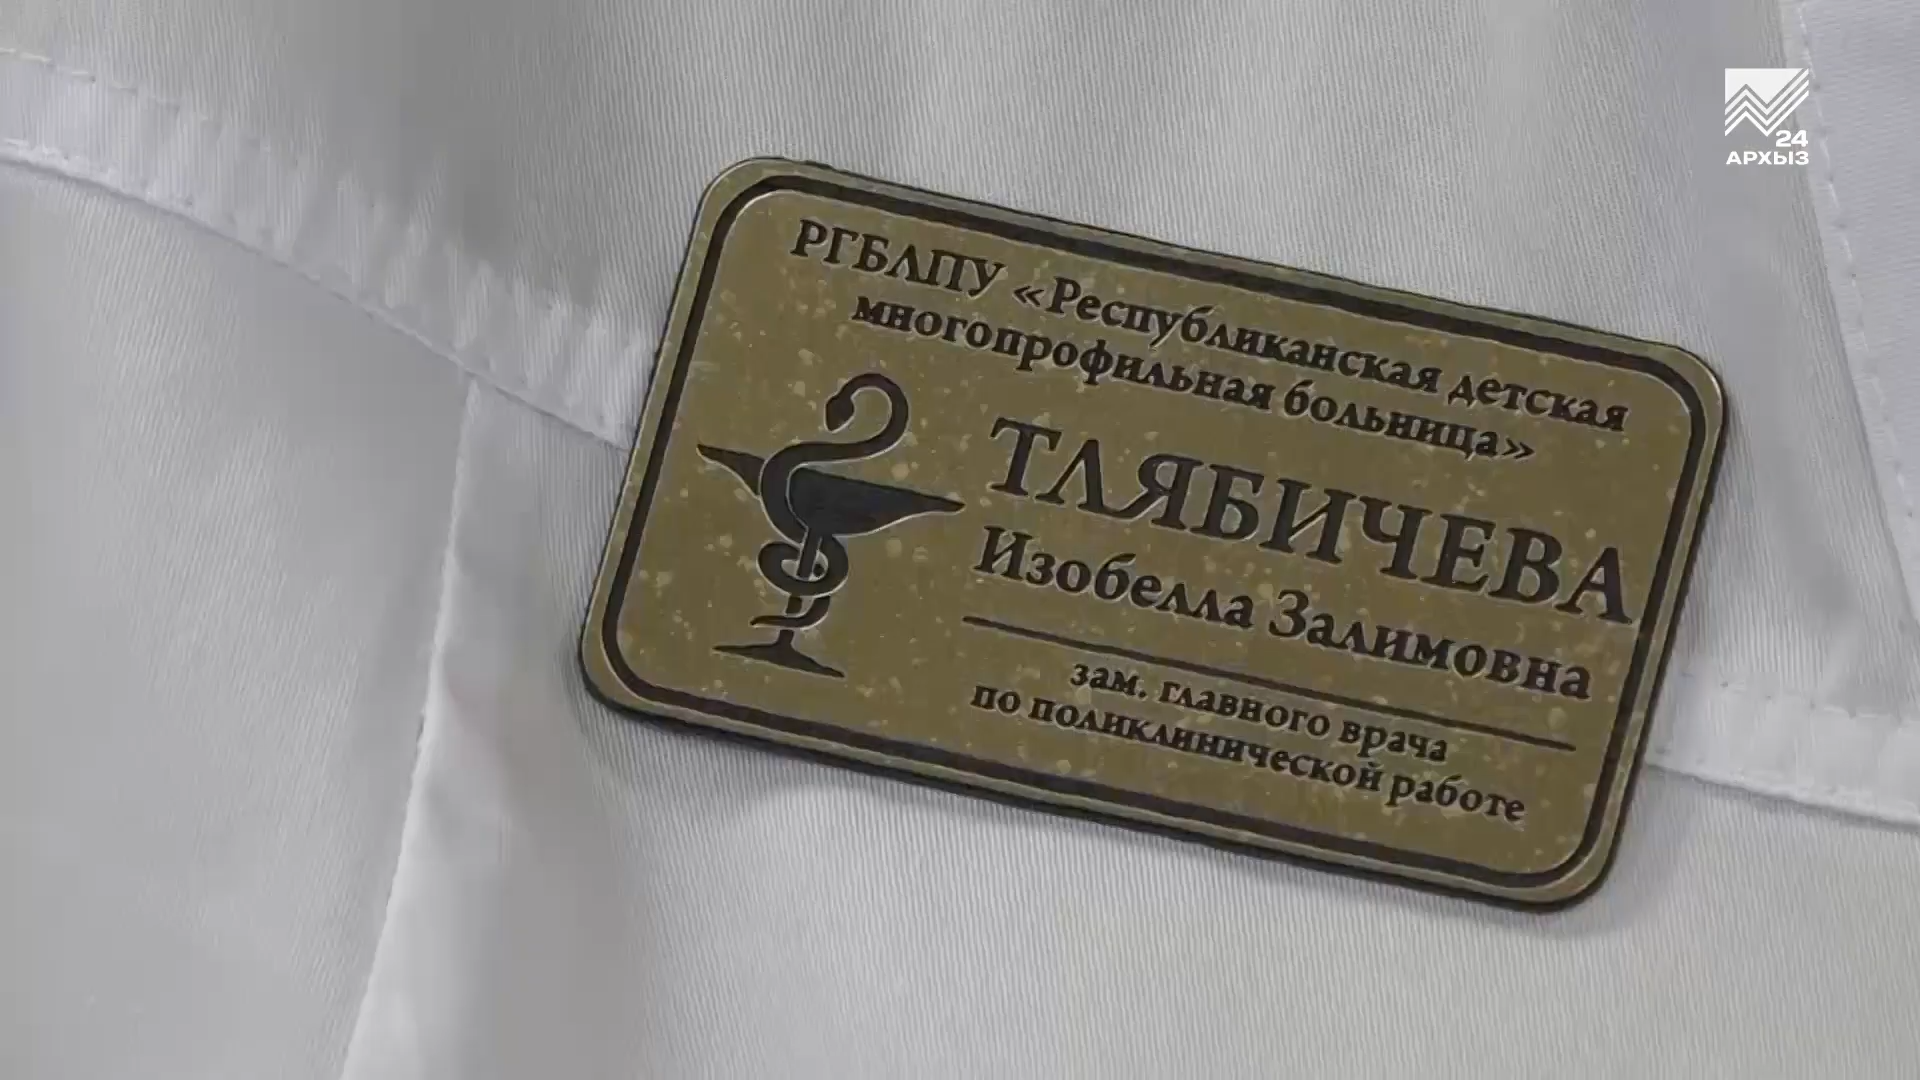 24
АРХЫЗ
РГБЛПУ «Республиканская детская
многопрофильная больница»
ТЛЯБИЧЕВА
Изобелла Залимовна
зам. главного врача
по поликлинической работе